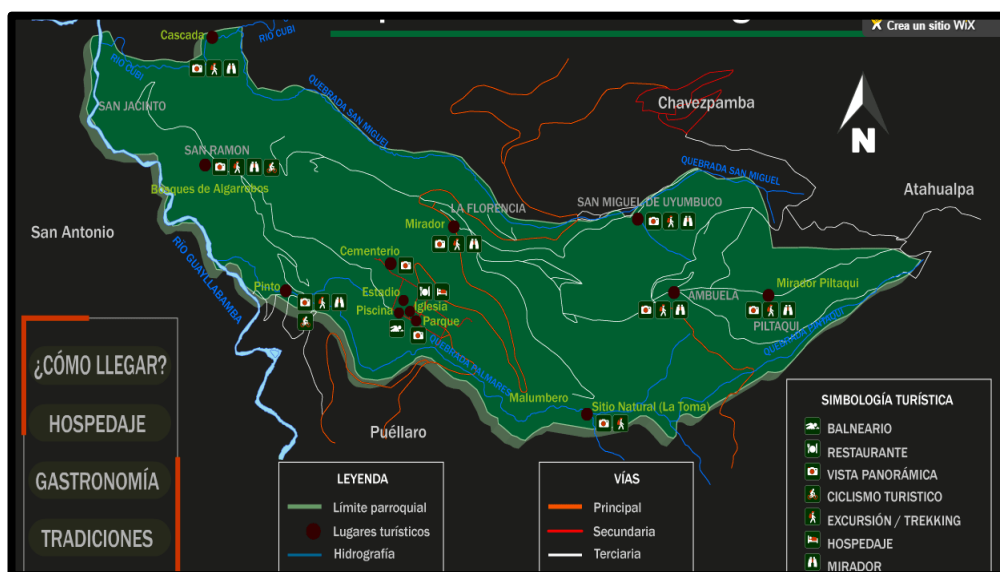 Crea un sitio WiX
Cascada
RIO CUBI
RIO CUBI
SAN JACINTO
QUEBRADA SAN MIGUEL
Chavezpamba
N
SAN RAMON
QUEBRADA SAN MIGUEL
Bosques de Algarrobos
Atahualpa
LA FLORENCIA
SAN MIGUEL DE UYUMBUCO
San Antonio
Mirador
RÍO GUAYLLABAMBA
Cementerio
Pinto
Estadio
Iglesia
Piscina
Parque
AMBUELA
Mirador Piltaqui
PILTAQUI
QUEBRADA PALMARES
Malumbero
Sitio Natural (La Toma)
Puéllaro
¿CÓMO LLEGAR?
HOSPEDAJE
GASTRONOMÍA
TRADICIONES
LEYENDA
Límite parroquial
Lugares turísticos
Hidrografía
VÍAS
Principal
Secundaria
Terciaria
SIMBOLOGÍA TURÍSTICA
BALNEARIO
RESTAURANTE
VISTA PANORÁMICA
CICLISMO TURISTICO
EXCURSIÓN / TREKKING
HOSPEDAJE
MIRADOR